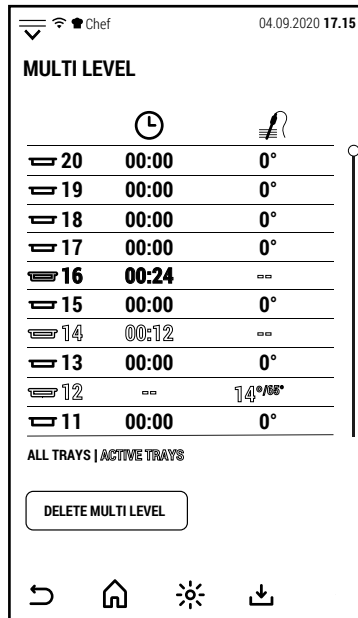 Chef 04.09.2020 17.15
MULTI LEVEL
20 00:00 0°
19 00:00 0°
18 00:00 0°
17 00:00 0°
16 00:24 --
15 00:00 0°
14 00:12 --
13 00:00 0°
12 -- 14°/65°
11 00:00 0°
ALL TRAYS | ACTIVE TRAYS
DELETE MULTI LEVEL